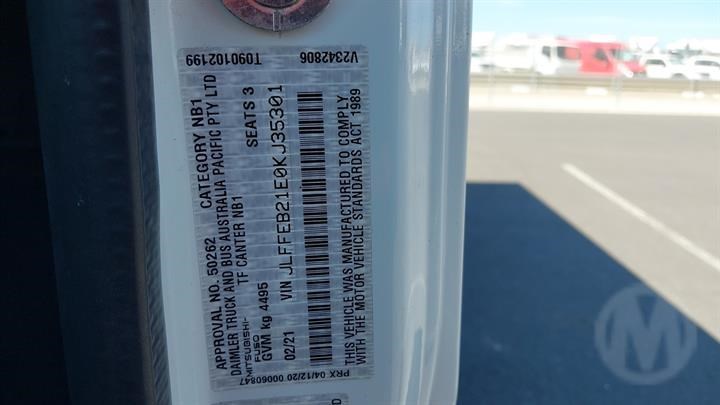 T090102199 V2342806
APPROVAL NO. 50262 CATEGORY NB1
DAIMLER TRUCK AND BUS AUSTRALIA PACIFIC PTY LTD
MITSUBISHI-
FUSO TF CANTER NB1
GVM kg 4495 SEATS 3
02/21 VIN JLFFEB21E0KJ35301
THIS VEHICLE WAS MANUFACTURED TO COMPLY
WITH THE MOTOR VEHICLE STANDARDS ACT 1989
PRX 04/12/20 00060847
M